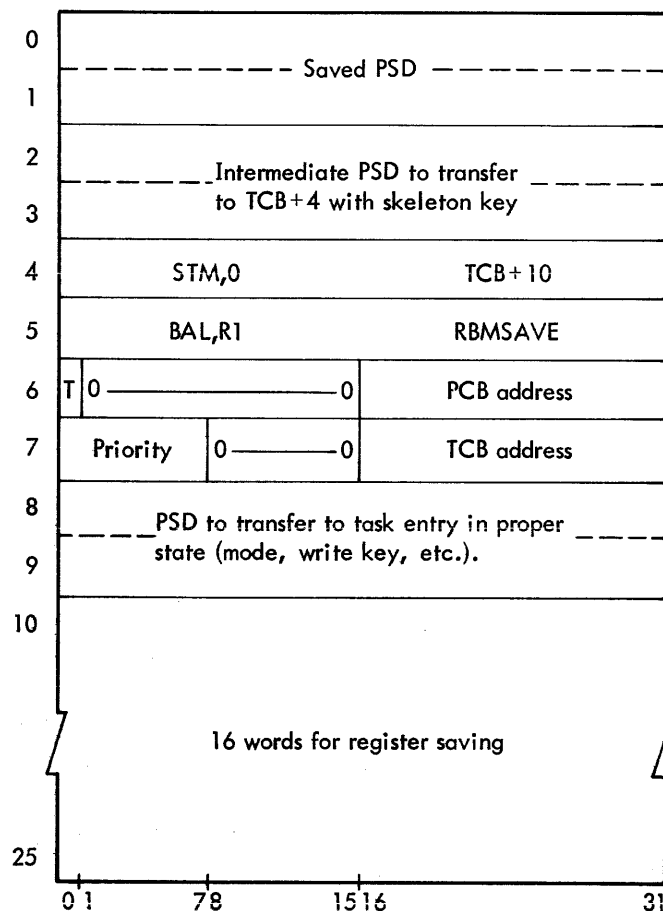 0
Saved PSD
1
2
Intermediate PSD to transfer
to TCB+4 with skeleton key
3
4 STM,0 TCB+10
5 BAL,R1 RBMSAVE
6 T 0 0 PCB address
7 Priority 0 0 TCB address
8
PSD to transfer to task entry in proper
state (mode, write key, etc.).
9
10
16 words for register saving
25
0 1 7 8 15 16 31